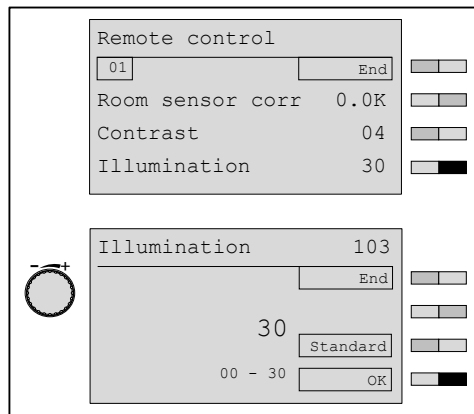 Remote control
01 End
Room sensor corr 0.0K
Contrast 04
Illumination 30
Illumination 103
End
- +
30
Standard
00 - 30 OK